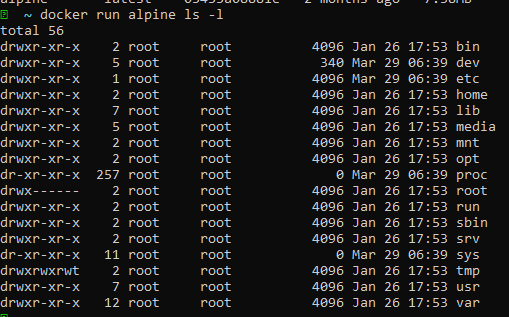 alpine latest 2 months ago
~ docker run alpine ls -l
total 56
drwxr-xr-x 2 root root 4096 Jan 26 17:53 bin
drwxr-xr-x 5 root root 340 Mar 29 06:39 dev
drwxr-xr-x 1 root root 4096 Mar 29 06:39 etc
drwxr-xr-x 2 root root 4096 Jan 26 17:53 home
drwxr-xr-x 7 root root 4096 Jan 26 17:53 lib
drwxr-xr-x 5 root root 4096 Jan 26 17:53 media
drwxr-xr-x 2 root root 4096 Jan 26 17:53 mnt
drwxr-xr-x 2 root root 4096 Jan 26 17:53 opt
dr-xr-xr-x 257 root root 0 Mar 29 06:39 proc
drwx------ 2 root root 4096 Jan 26 17:53 root
drwxr-xr-x 2 root root 4096 Jan 26 17:53 run
drwxr-xr-x 2 root root 4096 Jan 26 17:53 sbin
drwxr-xr-x 2 root root 4096 Jan 26 17:53 srv
dr-xr-xr-x 11 root root 0 Mar 29 06:39 sys
drwxrwxrwt 2 root root 4096 Jan 26 17:53 tmp
drwxr-xr-x 7 root root 4096 Jan 26 17:53 usr
drwxr-xr-x 12 root root 4096 Jan 26 17:53 var